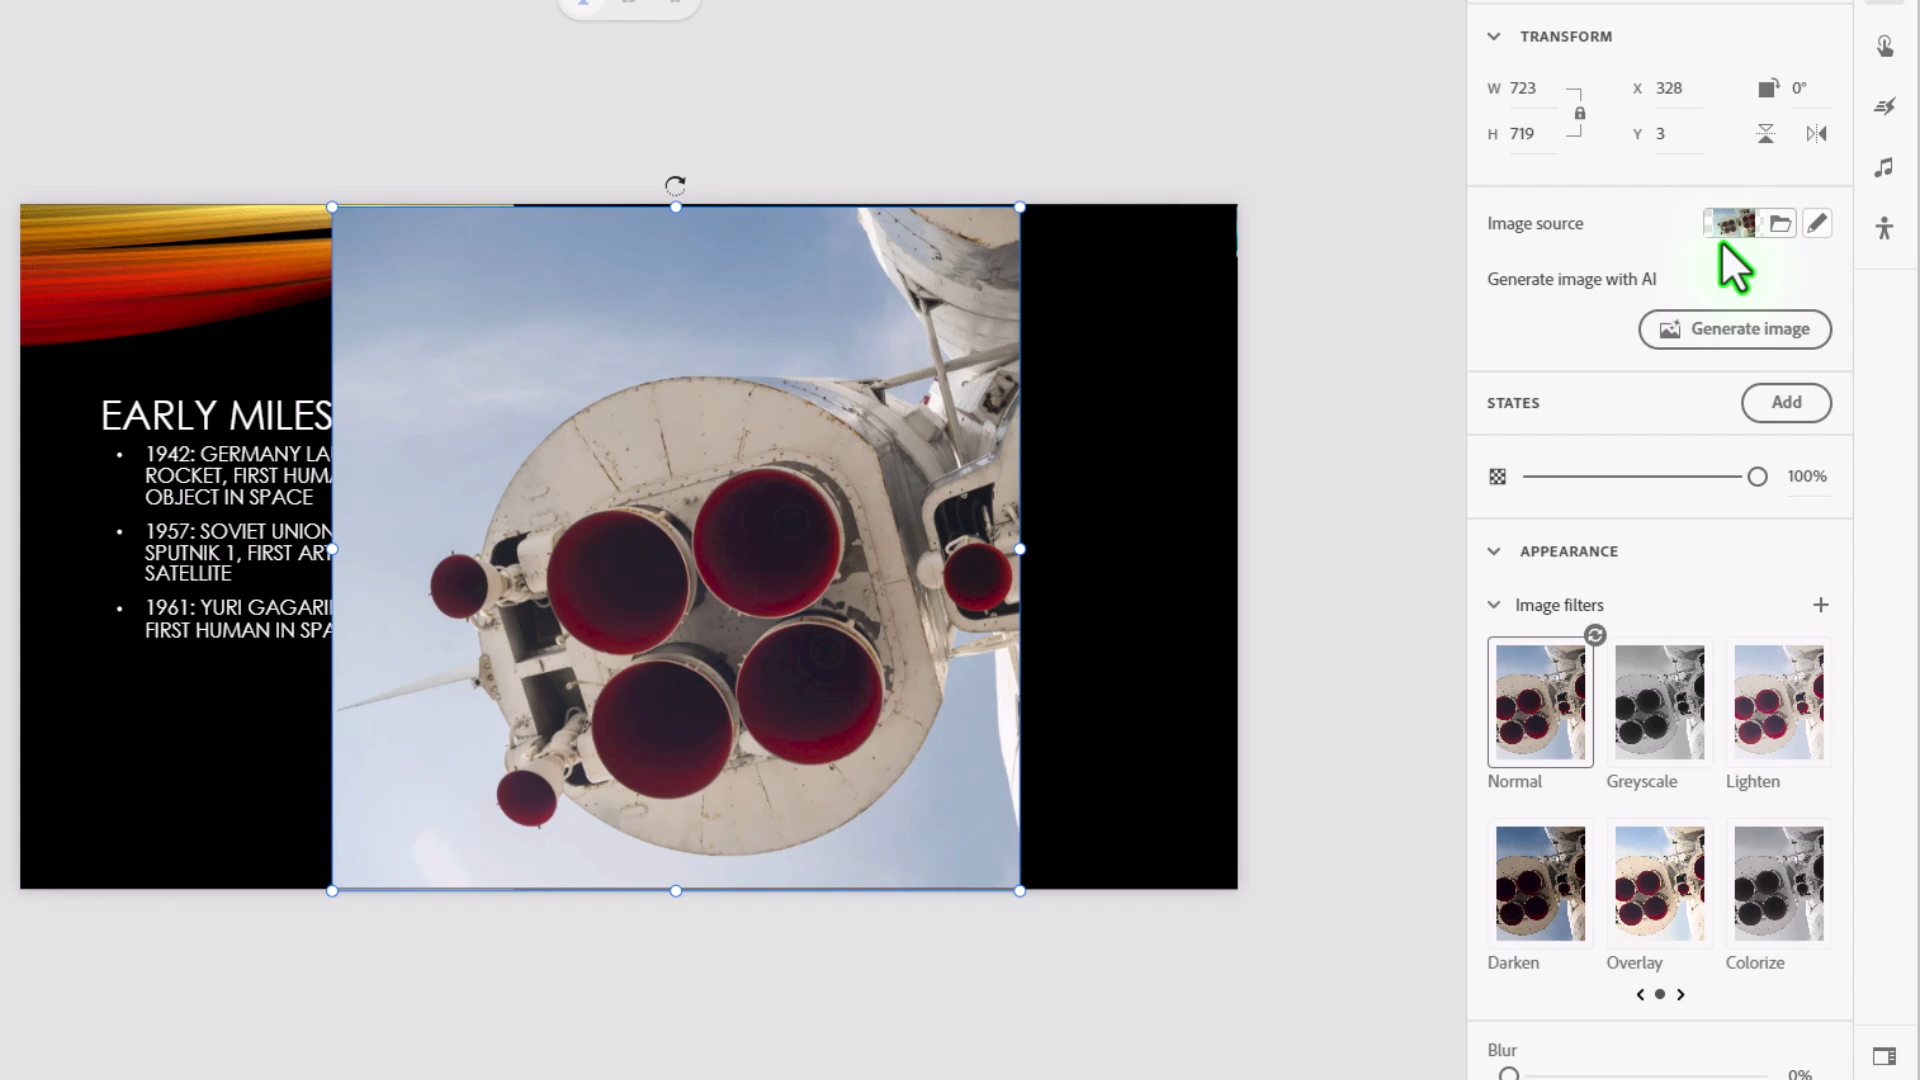 TRANSFORM
W 723
X 328
0°
H 719
Y 3
Image source
Generate image with AI
Generate image
STATES
Add
100%
APPEARANCE
Image filters
Normal
Greyscale
Lighten
Darken
Overlay
Colorize
Blur
0%
EARLY MILES
• 1942: GERMANY LA
ROCKET, FIRST HUMA
OBJECT IN SPACE
• 1957: SOVIET UNION
SPUTNIK 1, FIRST ART
SATELLITE
• 1961: YURI GAGARI
FIRST HUMAN IN SPA